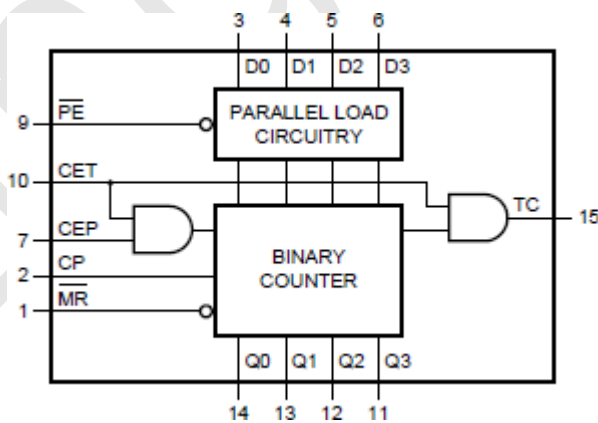 3 4 5 6
D0 D1 D2 D3
9 PE PARALLEL LOAD
CIRCUITRY
10 CET
TC
15
7 CEP
2 CP
BINARY
COUNTER
1 MR
Q0 Q1 Q2 Q3
14 13 12 11